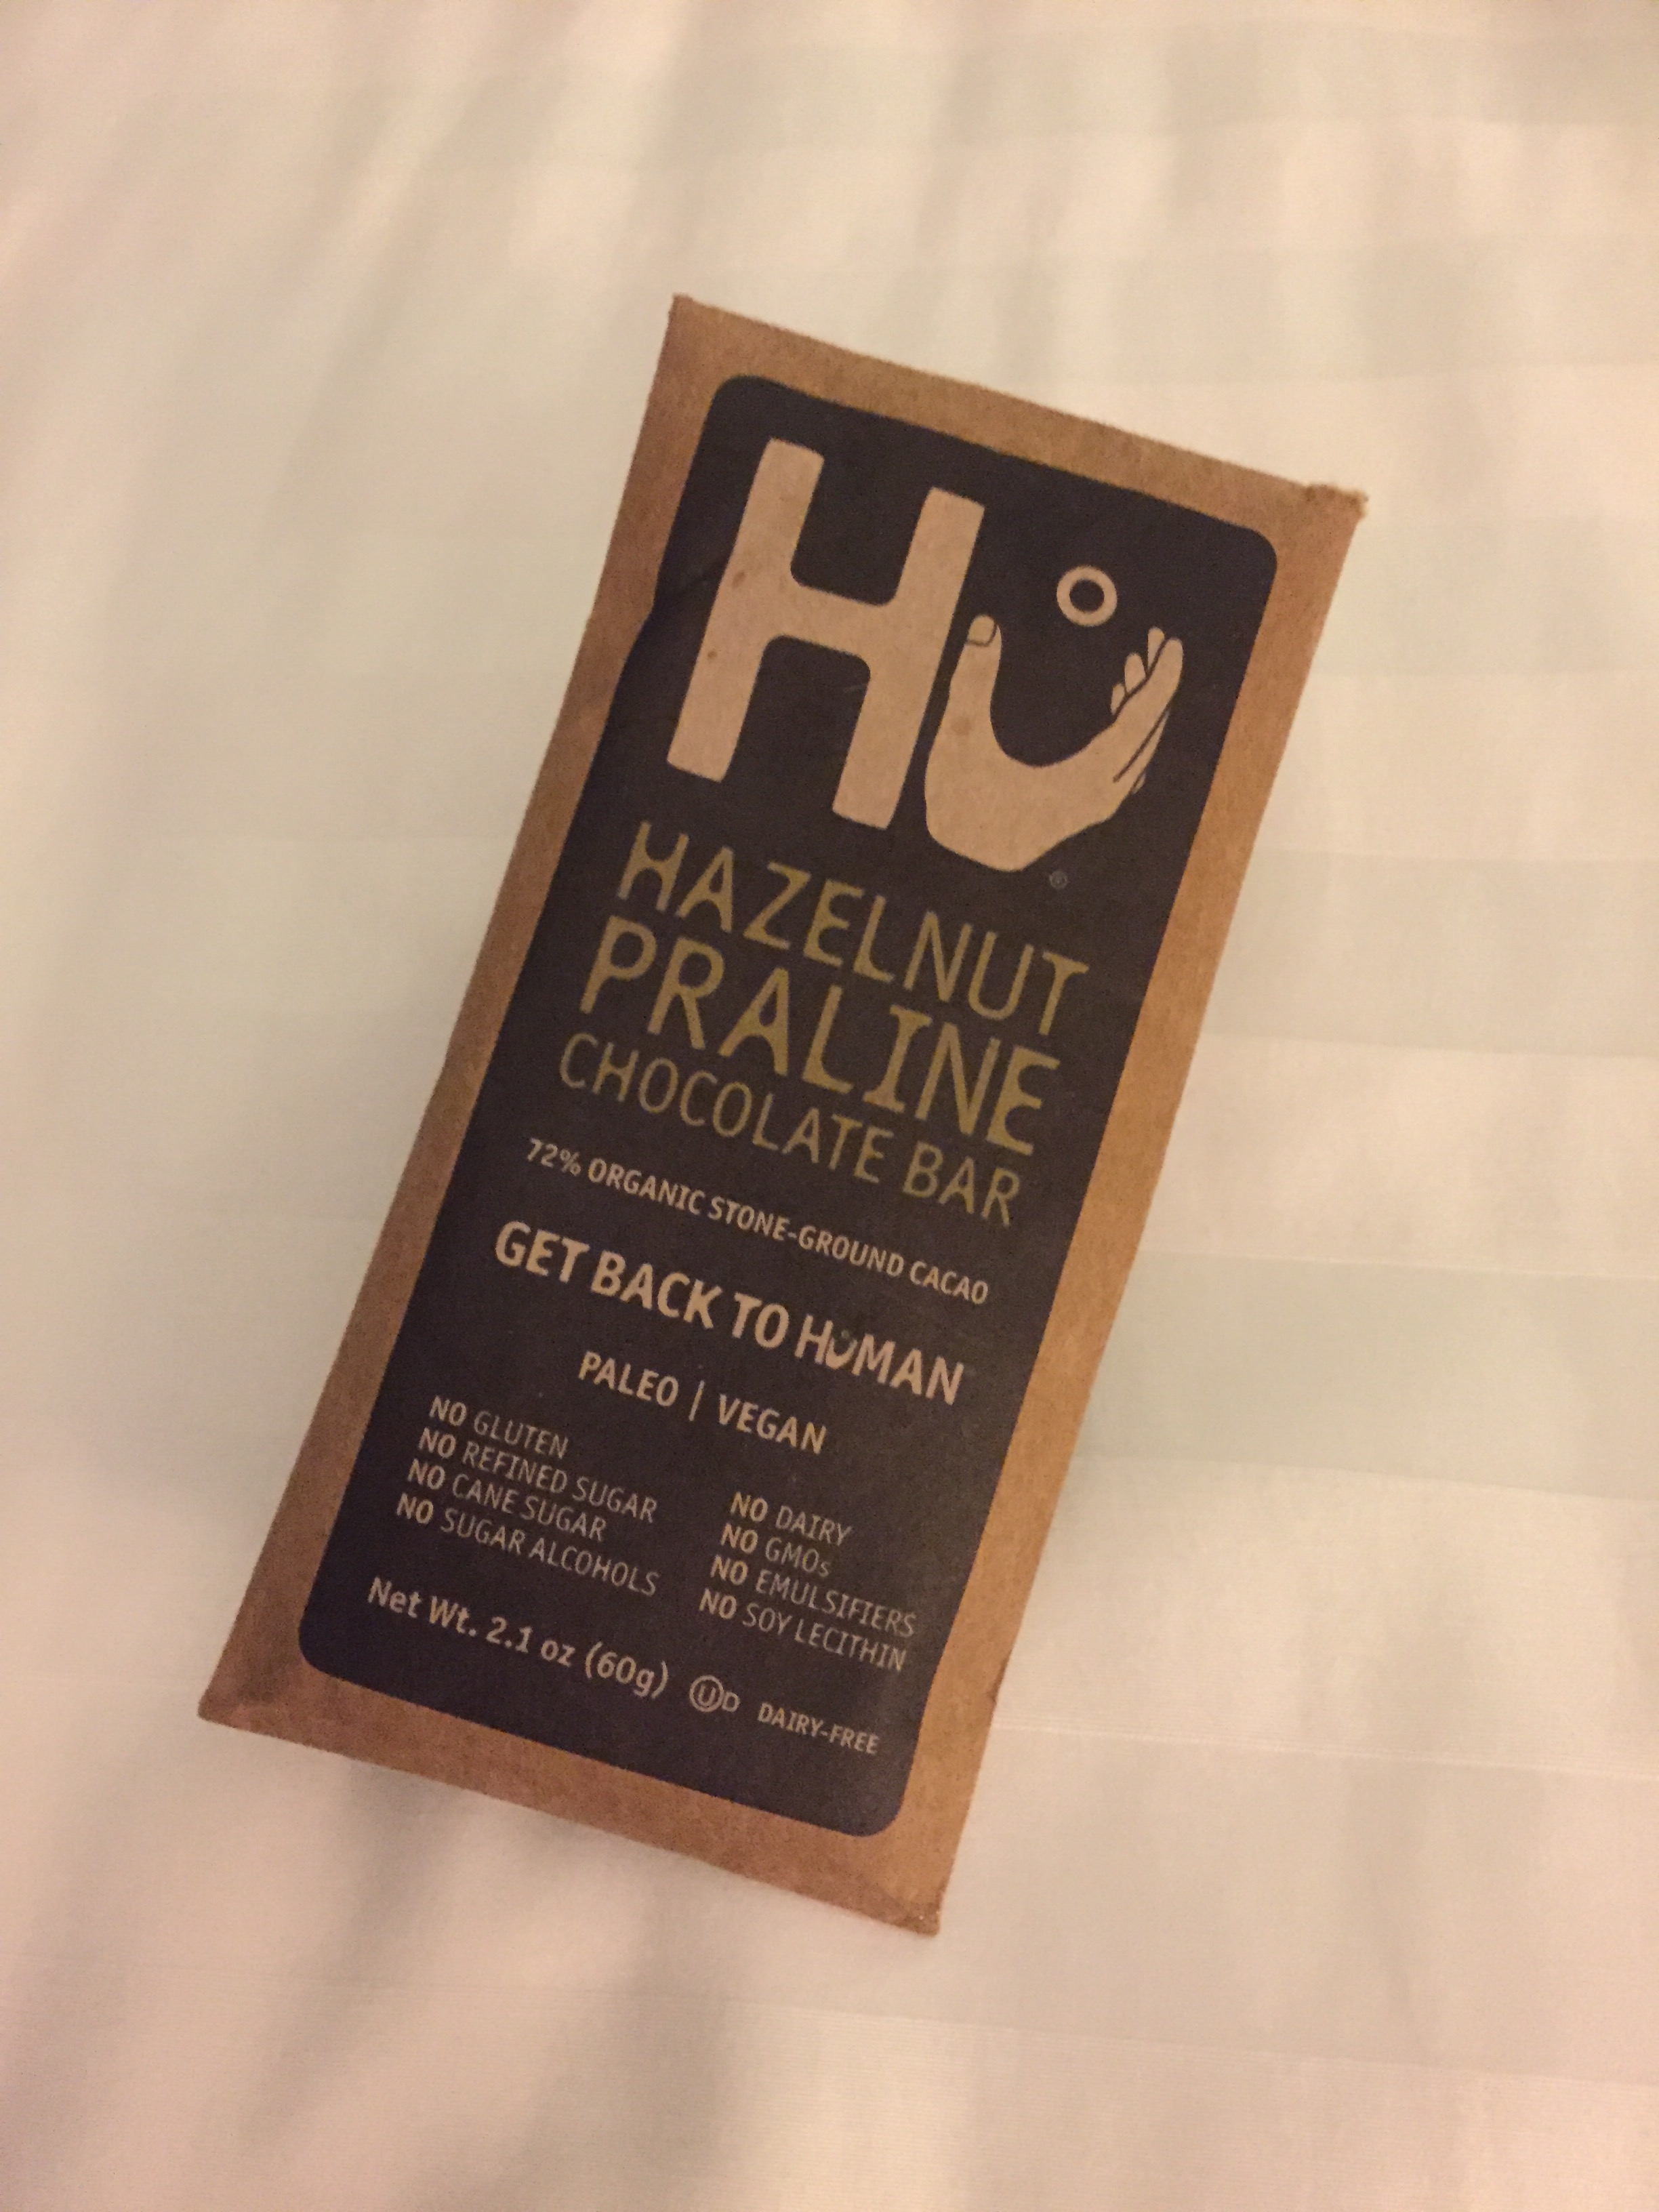 Hu
®
HAZELNUT
PRALINE
CHOCOLATE BAR
72% ORGANIC STONE-GROUND CACAO
GET BACK TO HUMAN
PALEO | VEGAN
NO GLUTEN
NO REFINED SUGAR
NO CANE SUGAR
NO SUGAR ALCOHOLS
NO DAIRY
NO GMOs
NO EMULSIFIERS
NO SOY LECITHIN
Net Wt. 2.1 oz (60g) U D DAIRY-FREE